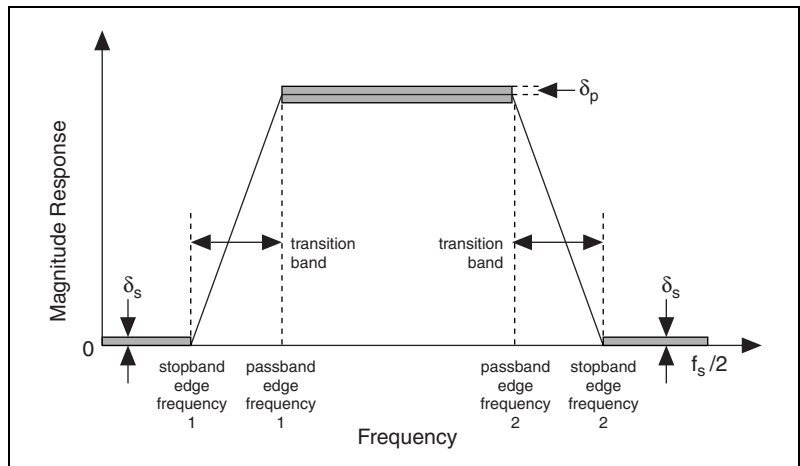 Magnitude Response
δp
transition
band
transition
band
δs
δs
0
fs /2
stopband
edge
frequency
1
passband
edge
frequency
1
passband
edge
frequency
2
stopband
edge
frequency
2
Frequency